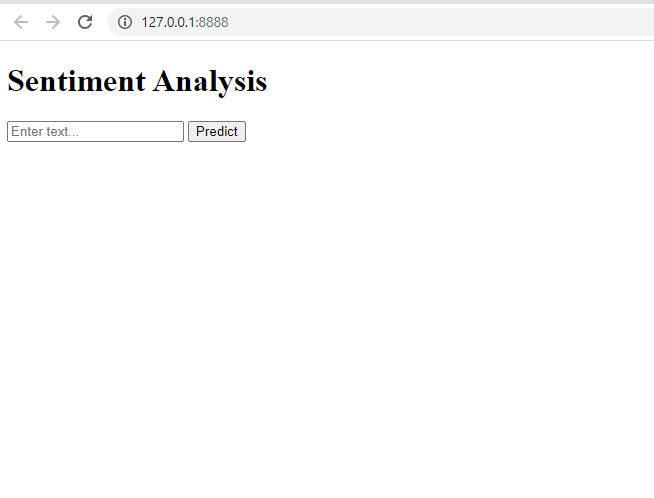 127.0.0.1:8888
Sentiment Analysis
Enter text... Predict